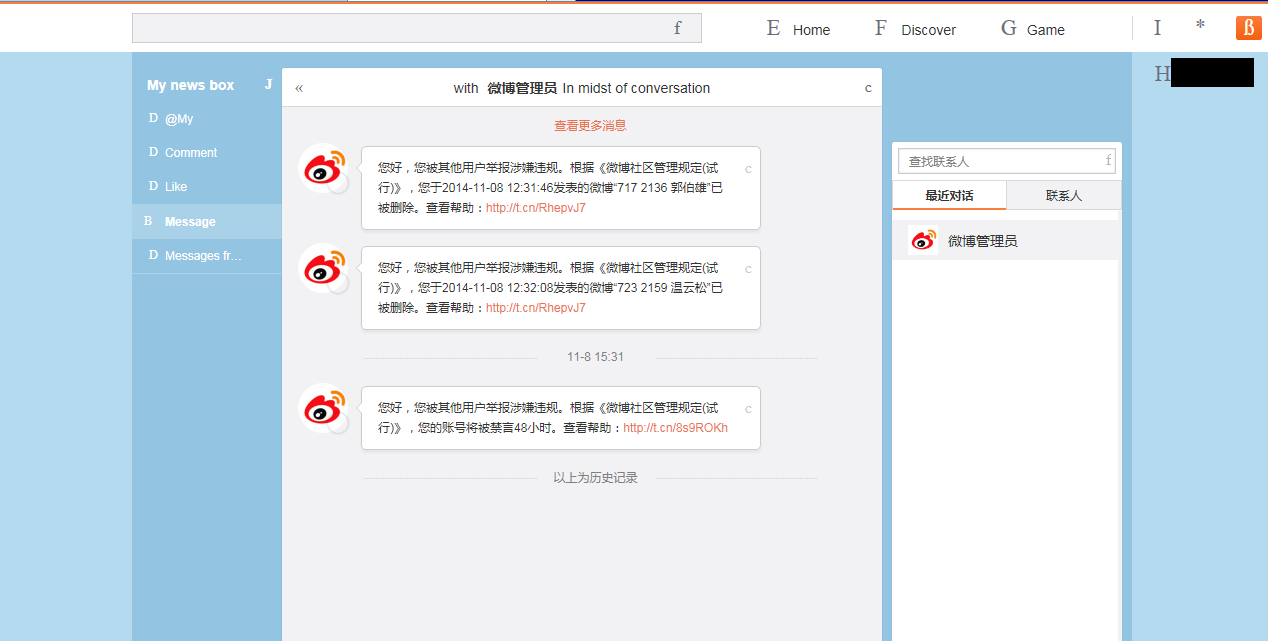 f
E Home
F Discover
G Game
I
*
ß
H
My news box J
D @My
D Comment
D Like
B Message
D Messages fr...
« with 微博管理员 In midst of conversation c
查看更多消息
您好，您被其他用户举报涉嫌违规。根据《微博社区管理规定(试 c
行)》，您于2014-11-08 12:31:46发表的微博“717 2136 郭伯雄”已
被删除。查看帮助：http://t.cn/RhepvJ7
您好，您被其他用户举报涉嫌违规。根据《微博社区管理规定(试 c
行)》，您于2014-11-08 12:32:08发表的微博“723 2159 温云松”已
被删除。查看帮助：http://t.cn/RhepvJ7
11-8 15:31
您好，您被其他用户举报涉嫌违规。根据《微博社区管理规定(试 c
行)》，您的账号将被禁言48小时。查看帮助：http://t.cn/8s9ROKh
以上为历史记录
查找联系人 f
最近对话 联系人
微博管理员